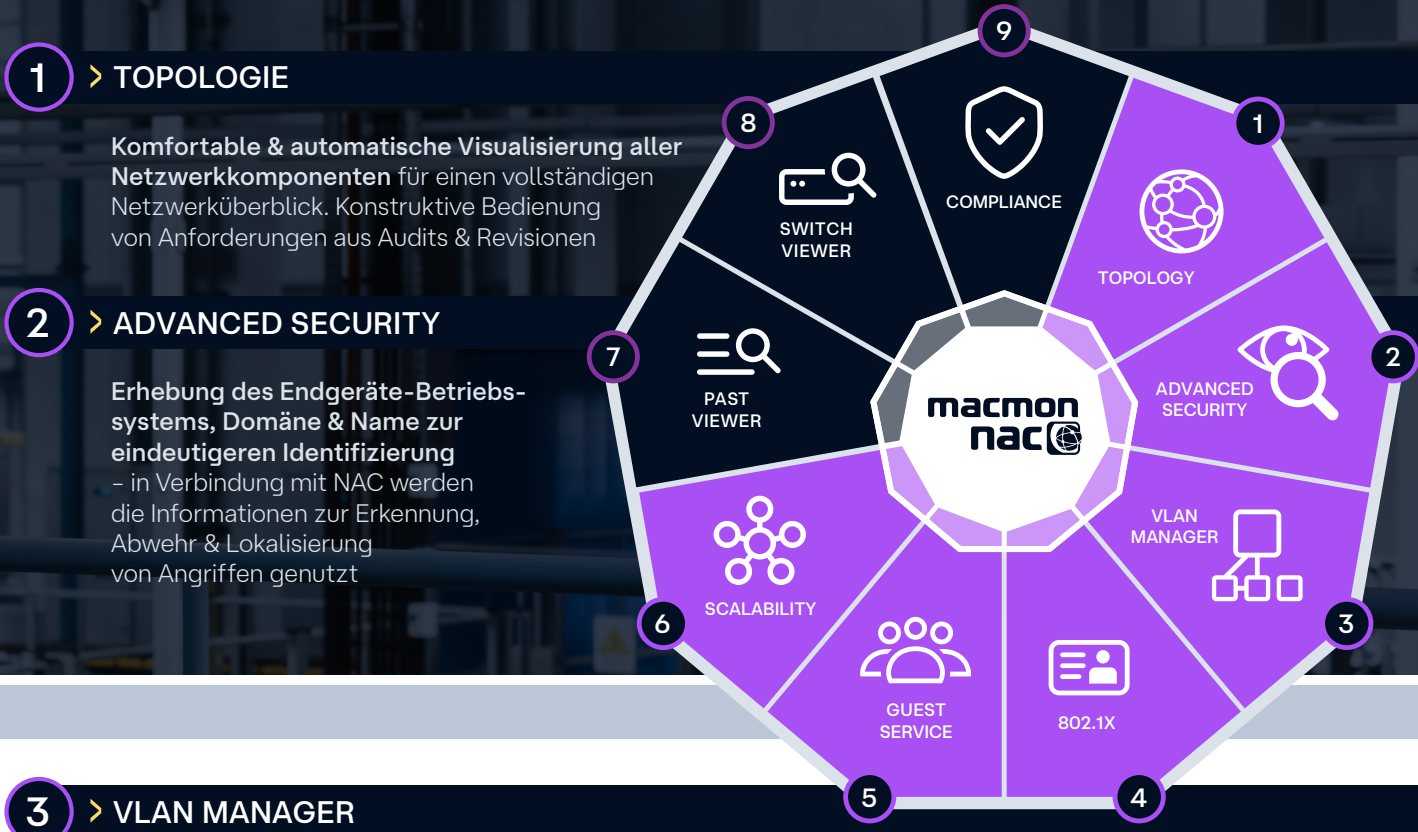 1 > TOPOLOGIE
Komfortable & automatische Visualisierung aller
Netzwerkkomponenten für einen vollständigen
Netzwerküberblick. Konstruktive Bedienung
von Anforderungen aus Audits & Revisionen
2 > ADVANCED SECURITY
Erhebung des Endgeräte-Betriebs-
systems, Domäne & Name zur
eindeutigeren Identifizierung
– in Verbindung mit NAC werden
die Informationen zur Erkennung,
Abwehr & Lokalisierung
von Angriffen genutzt
3 > VLAN MANAGER
9
COMPLIANCE
1
TOPOLOGY
2
ADVANCED
SECURITY
3
VLAN
MANAGER
4
802.1X
5
GUEST
SERVICE
6
SCALABILITY
7
PAST
VIEWER
8
SWITCH
VIEWER
macmon
nac